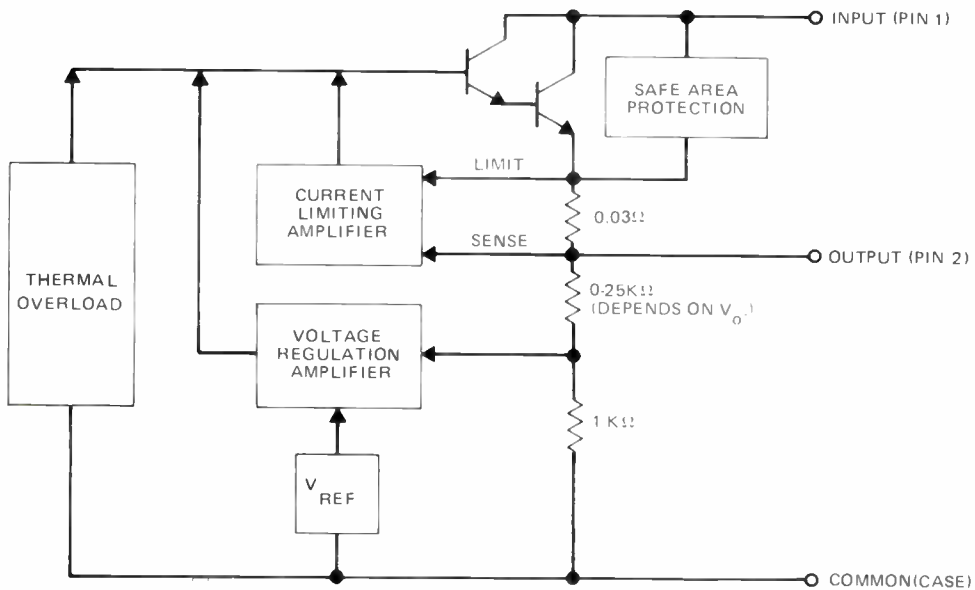 INPUT (PIN 1)
SAFE AREA
PROTECTION
LIMIT
CURRENT
LIMITING
AMPLIFIER
0.03Ω
SENSE
OUTPUT (PIN 2)
THERMAL
OVERLOAD
0-25KΩ
(DEPENDS ON Vo.)
VOLTAGE
REGULATION
AMPLIFIER
1 KΩ
VREF
COMMON(CASE)